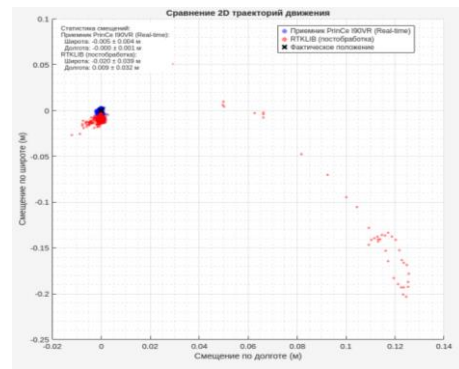 Сравнение 2D траекторий движения
Статистика смещений:
Приемник PrinCe I90VR (Real-time):
Широта: -0.005 ± 0.004 м
Долгота: -0.000 ± 0.001 м
RTKLIB (постобработка):
Широта: -0.020 ± 0.039 м
Долгота: 0.009 ± 0.032 м
Приемник PrinCe I90VR (Real-time)
RTKLIB (постобработка)
Фактическое положение
0.1
0.05
0
-0.05
-0.1
-0.15
-0.2
-0.25
Смещение по широте (м)
-0.02 0 0.02 0.04 0.06 0.08 0.1 0.12 0.14
Смещение по долготе (м)